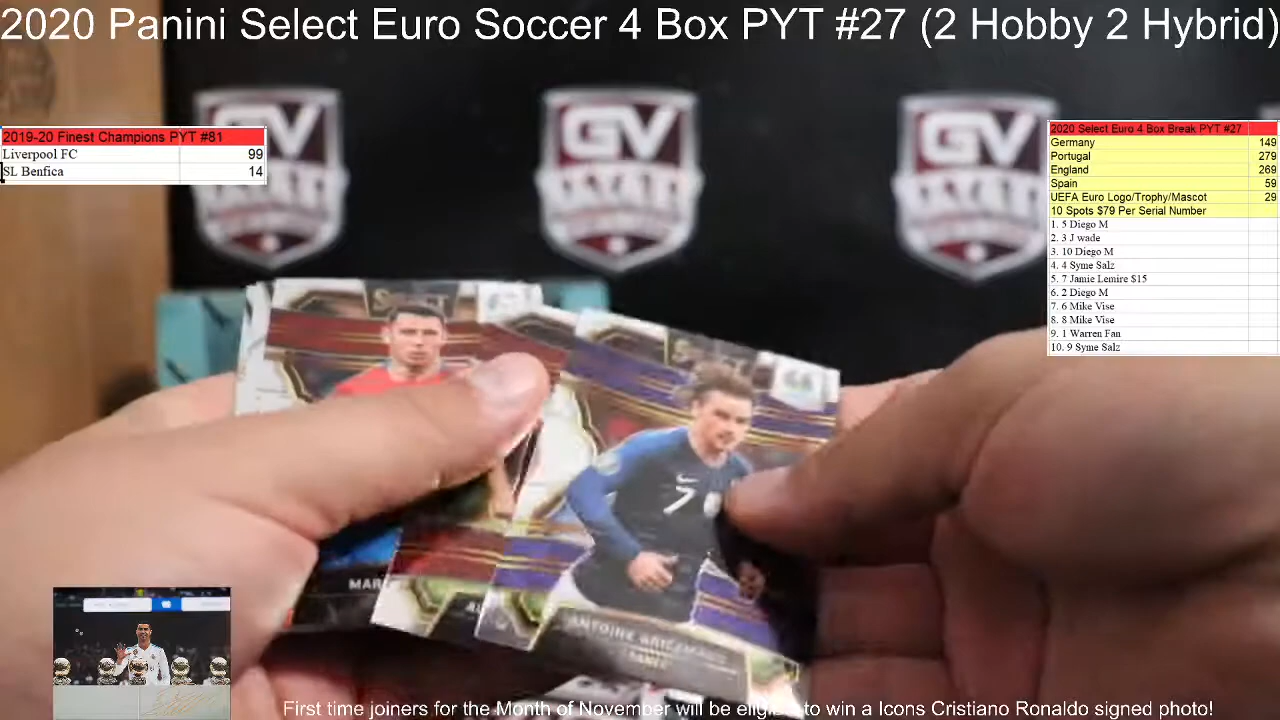 2020 Panini Select Euro Soccer 4 Box PYT #27 (2 Hobby 2 Hybrid)
2019-20 Finest Champions PYT #81
Liverpool FC 99
SL Benfica 14
2020 Select Euro 4 Box Break PYT #27
Germany 149
Portugal 279
England 269
Spain 59
UEFA Euro Logo/Trophy/Mascot 29
10 Spots $79 Per Serial Number
1. 5 Diego M
2. 3 J wade
3. 10 Diego M
4. 4 Syme Salz
5. 7 Jamie Lemire $15
6. 2 Diego M
7. 6 Mike Vise
8. 8 Mike Vise
9. 1 Warren Fan
10. 9 Syme Salz
GV
GV
GV
SELECT
7
MAR
ANTOINE GRIEZMANN
First time joiners for the Month of November will be to win a Icons Cristiano Ronaldo signed photo!